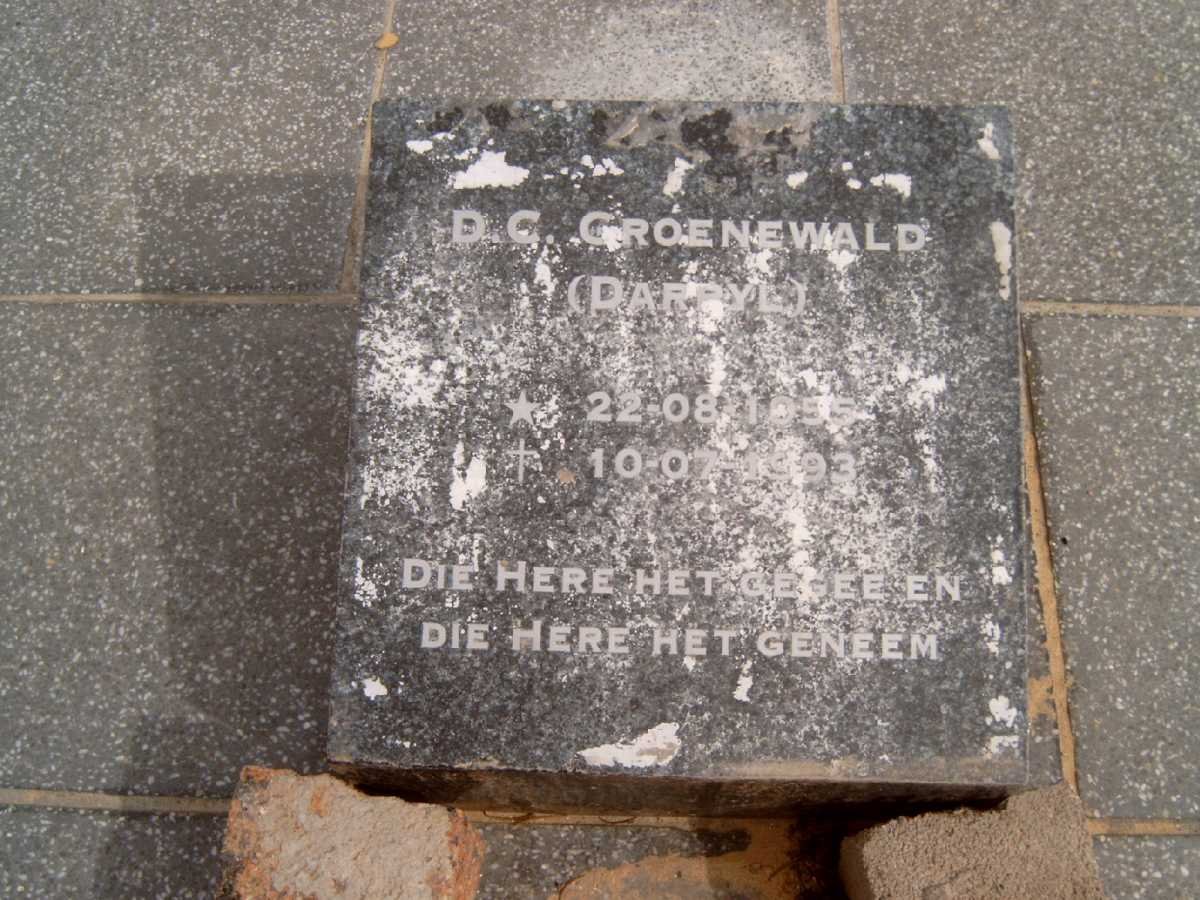 D.C. GROENEWALD
(DARRYL)
★ 22-08-1955
† 10-07-1993
DIE HERE HET GEGEE EN
DIE HERE HET GENEEM